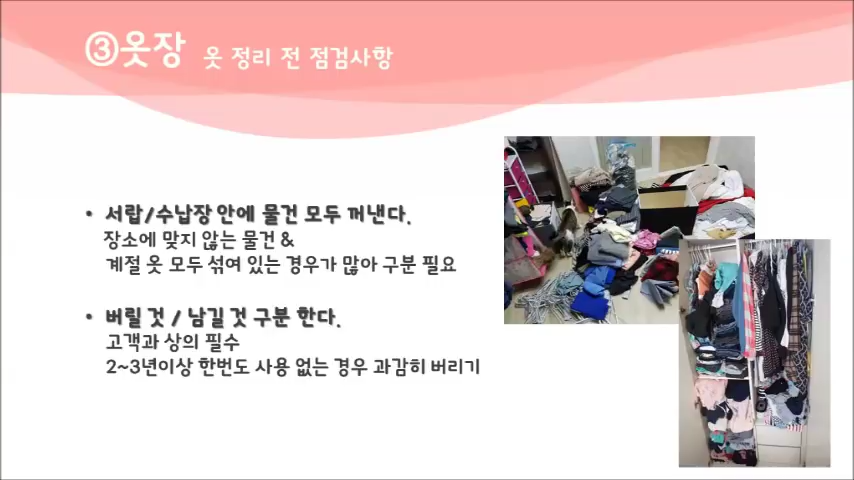 ③옷장 옷 정리 전 점검사항
• 서랍/수납장 안에 물건 모두 꺼낸다.
장소에 맞지 않는 물건 &
계절 옷 모두 섞여 있는 경우가 많아 구분 필요
• 버릴 것 / 남길 것 구분 한다.
고객과 상의 필수
2~3년이상 한번도 사용 없는 경우 과감히 버리기